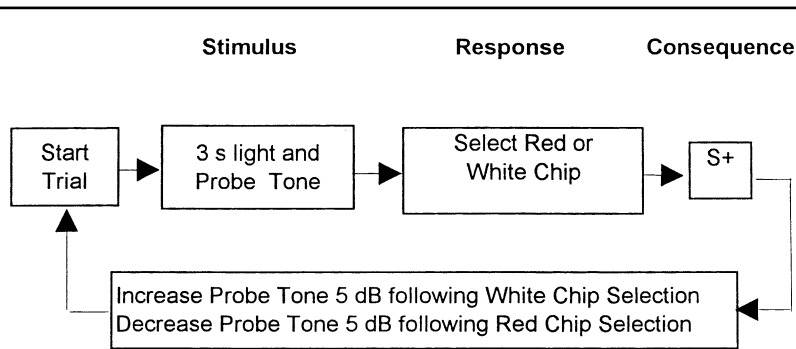 Stimulus Response Consequence
Start
Trial
3 s light and
Probe Tone
Select Red or
White Chip
S+
Increase Probe Tone 5 dB following White Chip Selection
Decrease Probe Tone 5 dB following Red Chip Selection